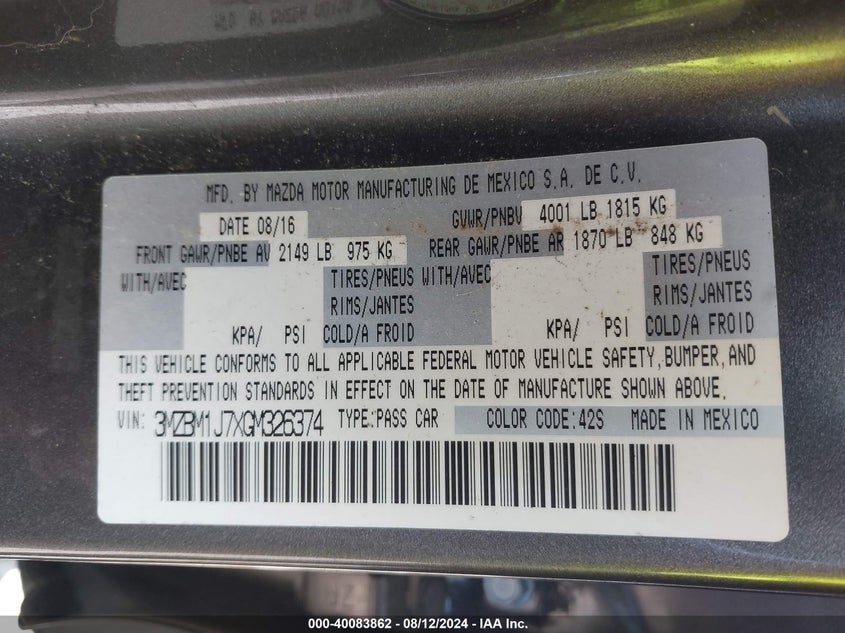 MFD. BY MAZDA MOTOR MANUFACTURING DE MEXICO S.A. DE C.V.
DATE 08/16 GVWR/PNBV 4001 LB 1815 KG
FRONT GAWR/PNBE AV 2149 LB 975 KG REAR GAWR/PNBE AR 1870 LB 848 KG
WITH/AVEC TIRES/PNEUS WITH/AVEC TIRES/PNEUS
RIMS/JANTES RIMS/JANTES
KPA/ PSI COLD/A FROID KPA/ PSI COLD/A FROID
THIS VEHICLE CONFORMS TO ALL APPLICABLE FEDERAL MOTOR VEHICLE SAFETY,BUMPER,AND
THEFT PREVENTION STANDARDS IN EFFECT ON THE DATE OF MANUFACTURE SHOWN ABOVE.
VIN: 3MZBM1J7XGM326374 TYPE:PASS CAR COLOR CODE:42S MADE IN MEXICO
000-40083862 - 08/12/2024 - IAA Inc.